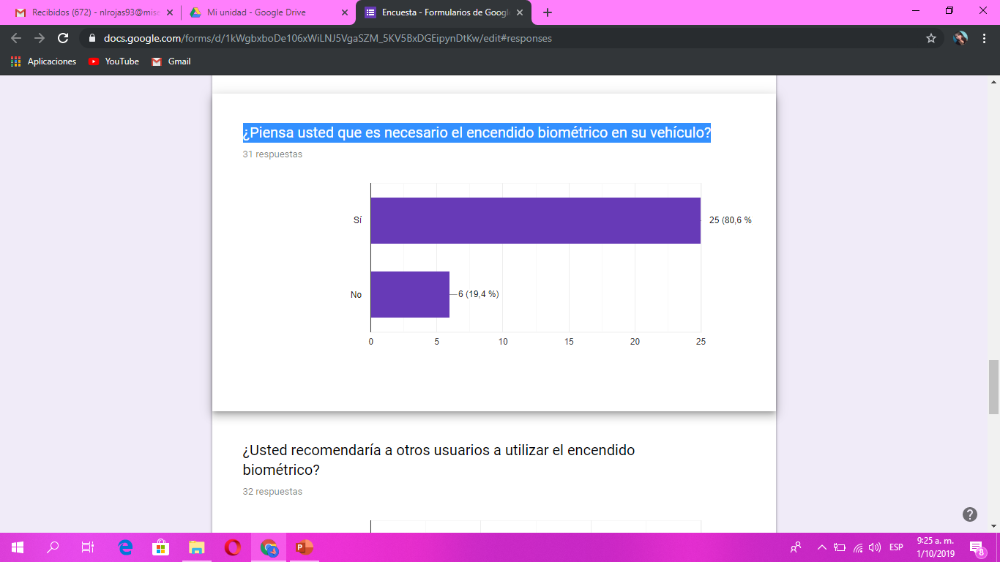 Recibidos (672) - nlrojas93@mise
Mi unidad - Google Drive
Encuesta - Formularios de Google
docs.google.com/forms/d/1kWgbxboDe106xWiLNJ5VgaSZM_5KV5BxDGEipynDtKw/edit#responses
Aplicaciones
YouTube
Gmail
¿Piensa usted que es necesario el encendido biométrico en su vehículo?
31 respuestas
Sí
25 (80,6 %
No
6 (19,4 %)
0 5 10 15 20 25
¿Usted recomendaría a otros usuarios a utilizar el encendido
biométrico?
32 respuestas
ESP
9:25 a. m.
1/10/2019
8